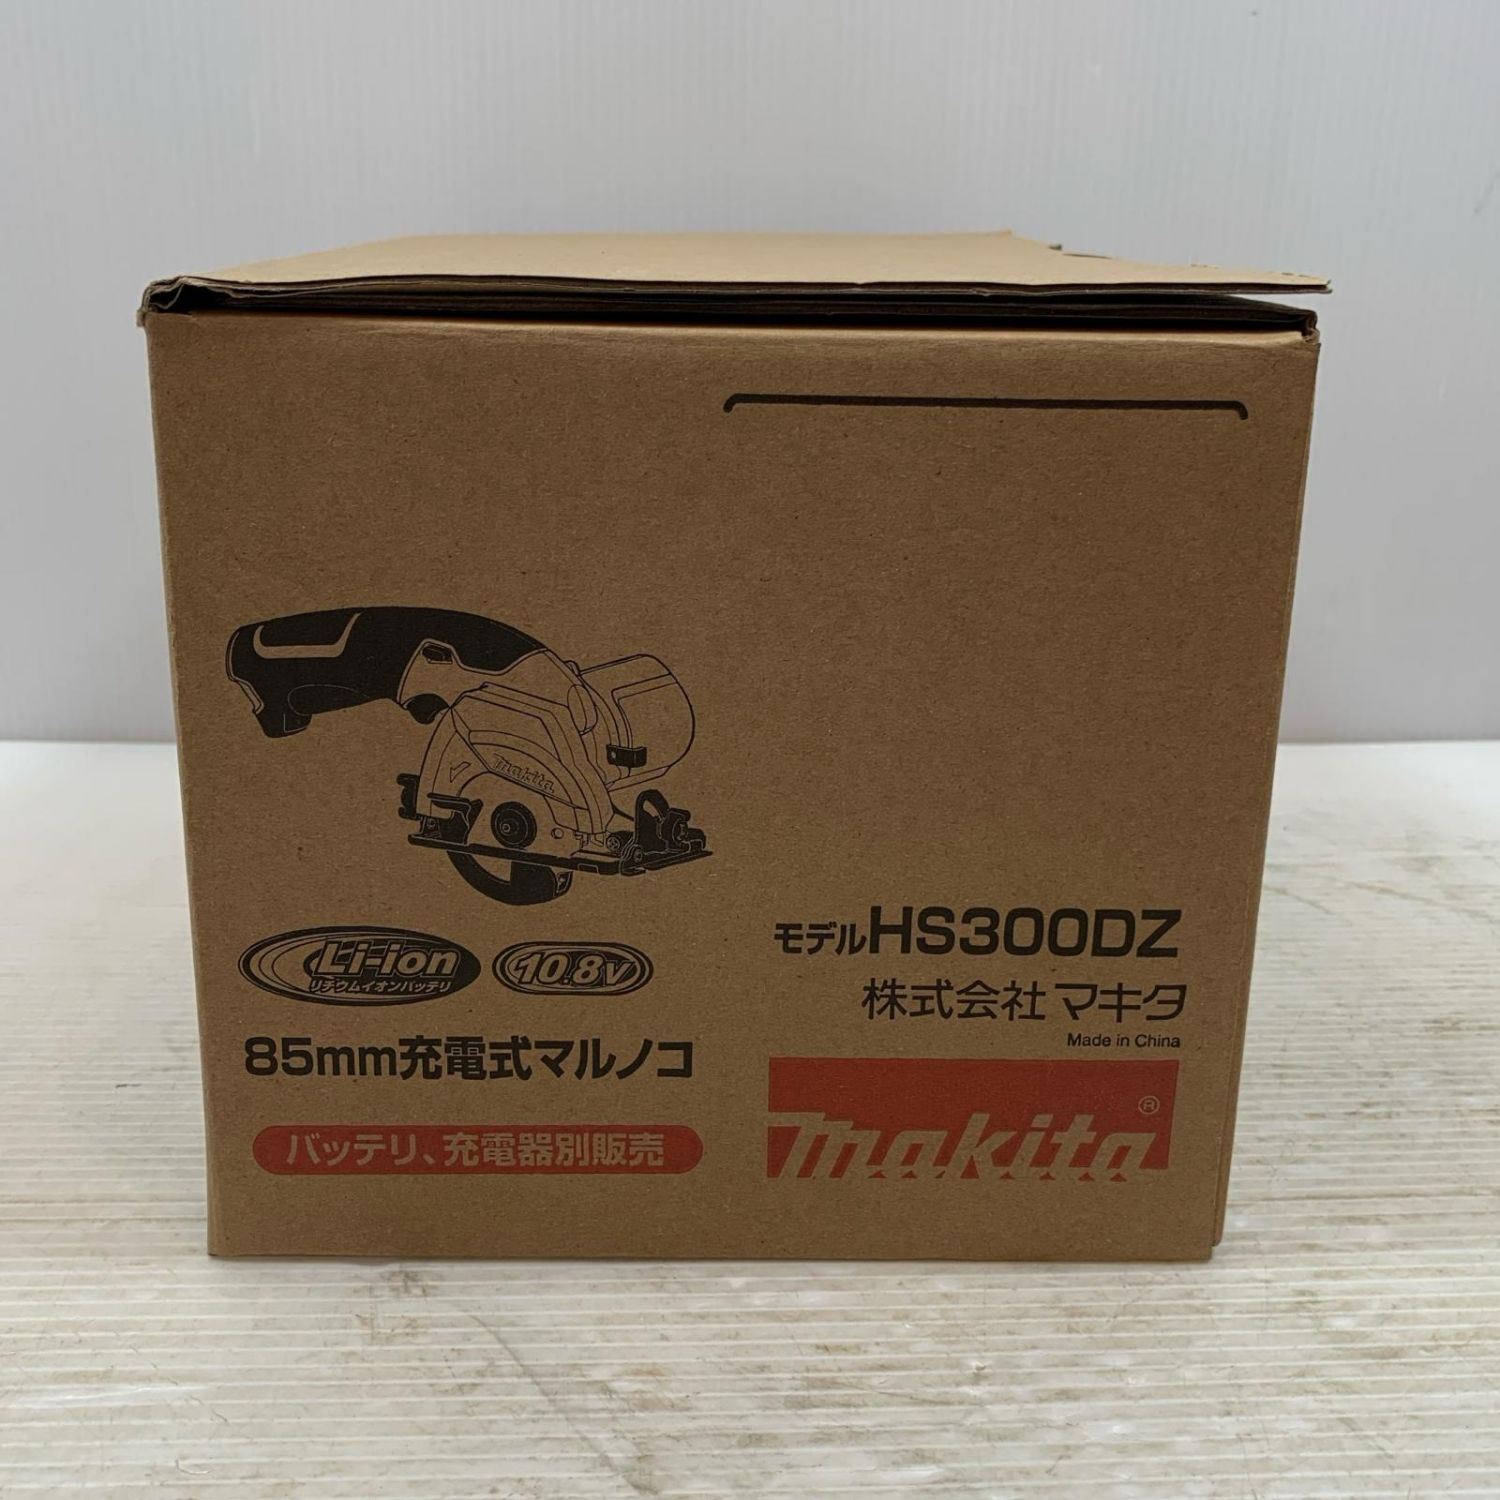 makita
Li-ion
リチウムイオンバッテリ
10.8V
85mm充電式マルノコ
バッテリ、充電器別販売
モデルHS300DZ
株式会社マキタ
Made in China
makita®